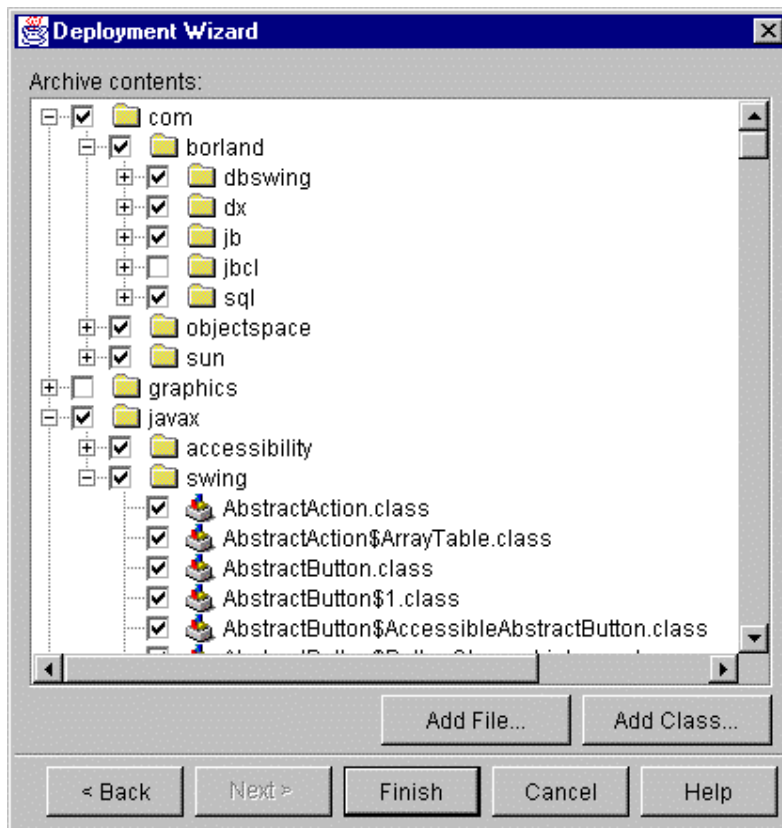 Deployment Wizard
Archive contents:
com
borland
dbswing
dx
jb
jbcl
sql
objectspace
sun
graphics
javax
accessibility
swing
AbstractAction.class
AbstractAction$ArrayTable.class
AbstractButton.class
AbstractButton$1.class
AbstractButton$AccessibleAbstractButton.class
Add File... Add Class...
< Back Next > Finish Cancel Help